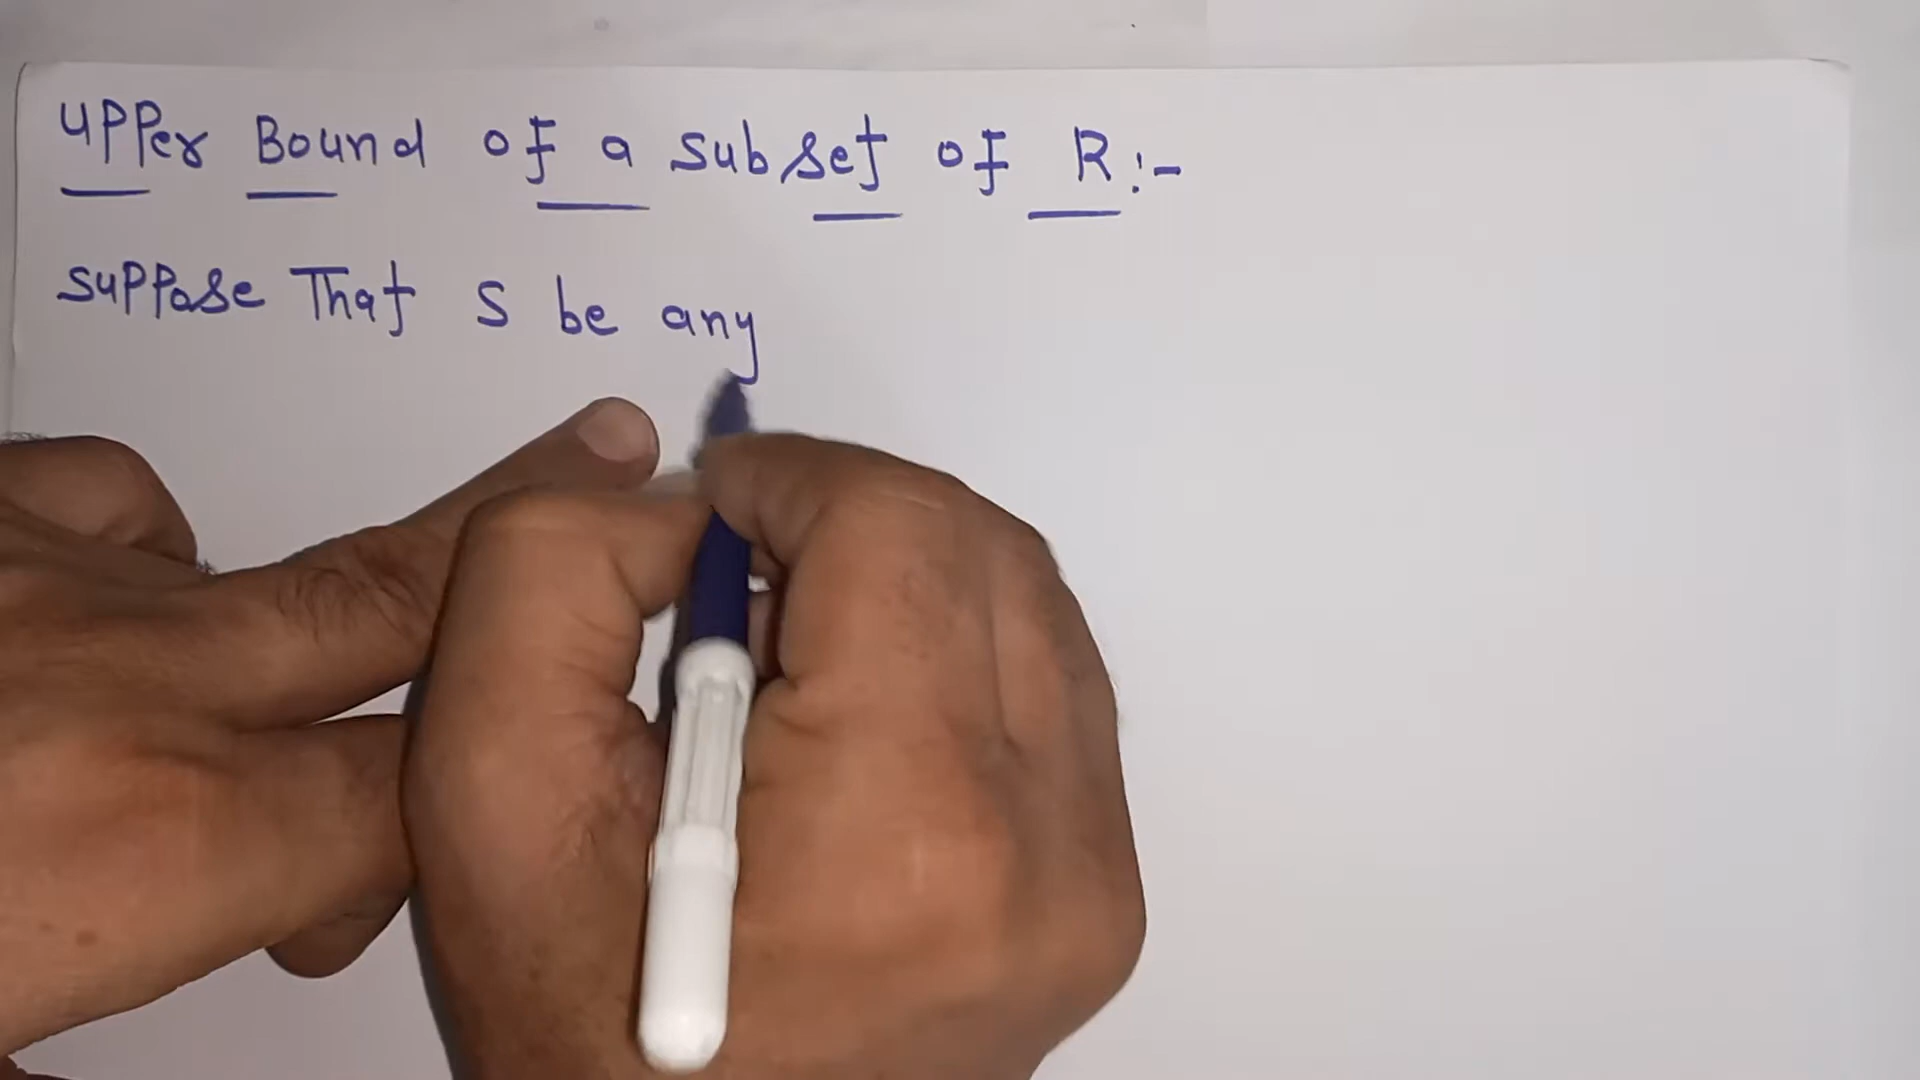 Upper Bound of a subset of R:-
suppose That S be any